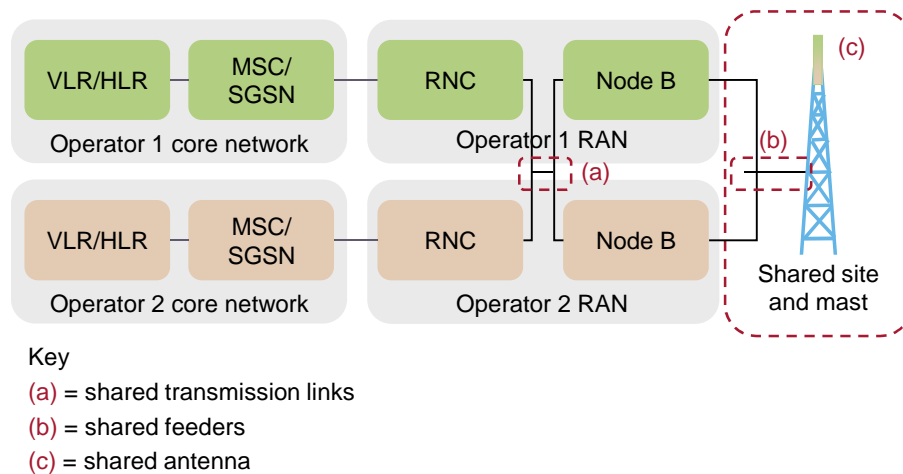 VLR/HLR
MSC/
SGSN
RNC
Node B
(c)
Operator 1 core network
Operator 1 RAN
(b)
(a)
VLR/HLR
MSC/
SGSN
RNC
Node B
Operator 2 core network
Operator 2 RAN
Shared site
and mast
Key
(a) = shared transmission links
(b) = shared feeders
(c) = shared antenna